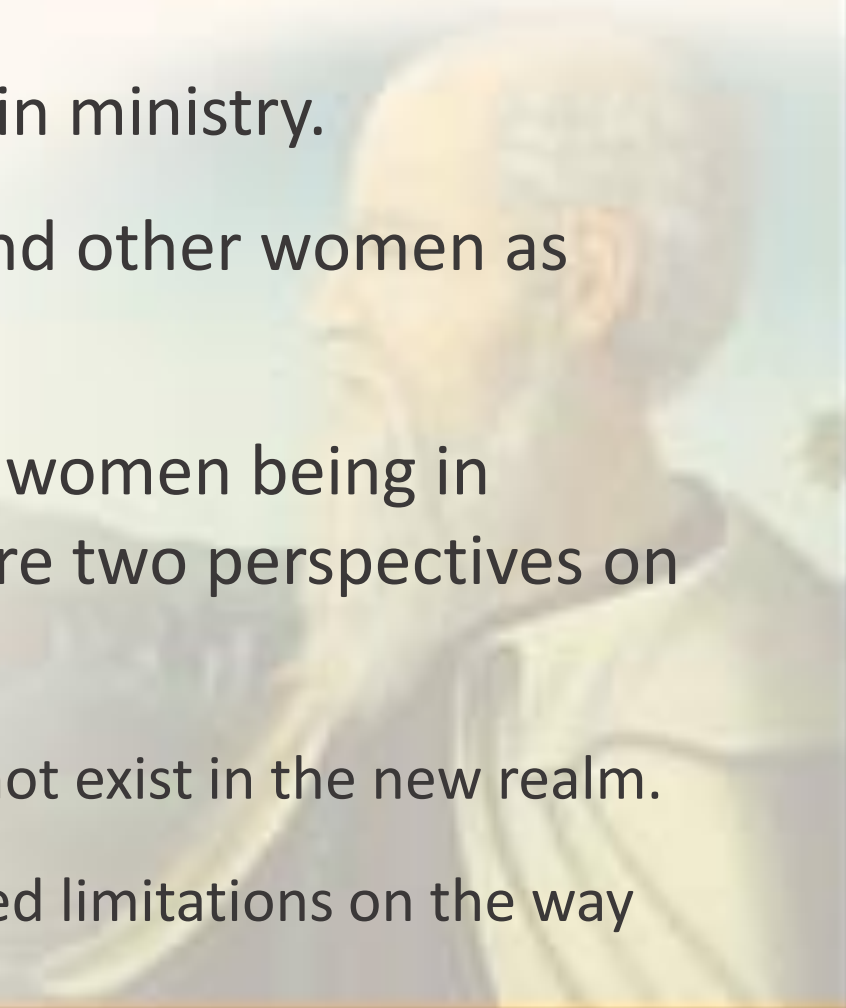 in ministry.
nd other women as
women being in
re two perspectives on
ot exist in the new realm.
ed limitations on the way